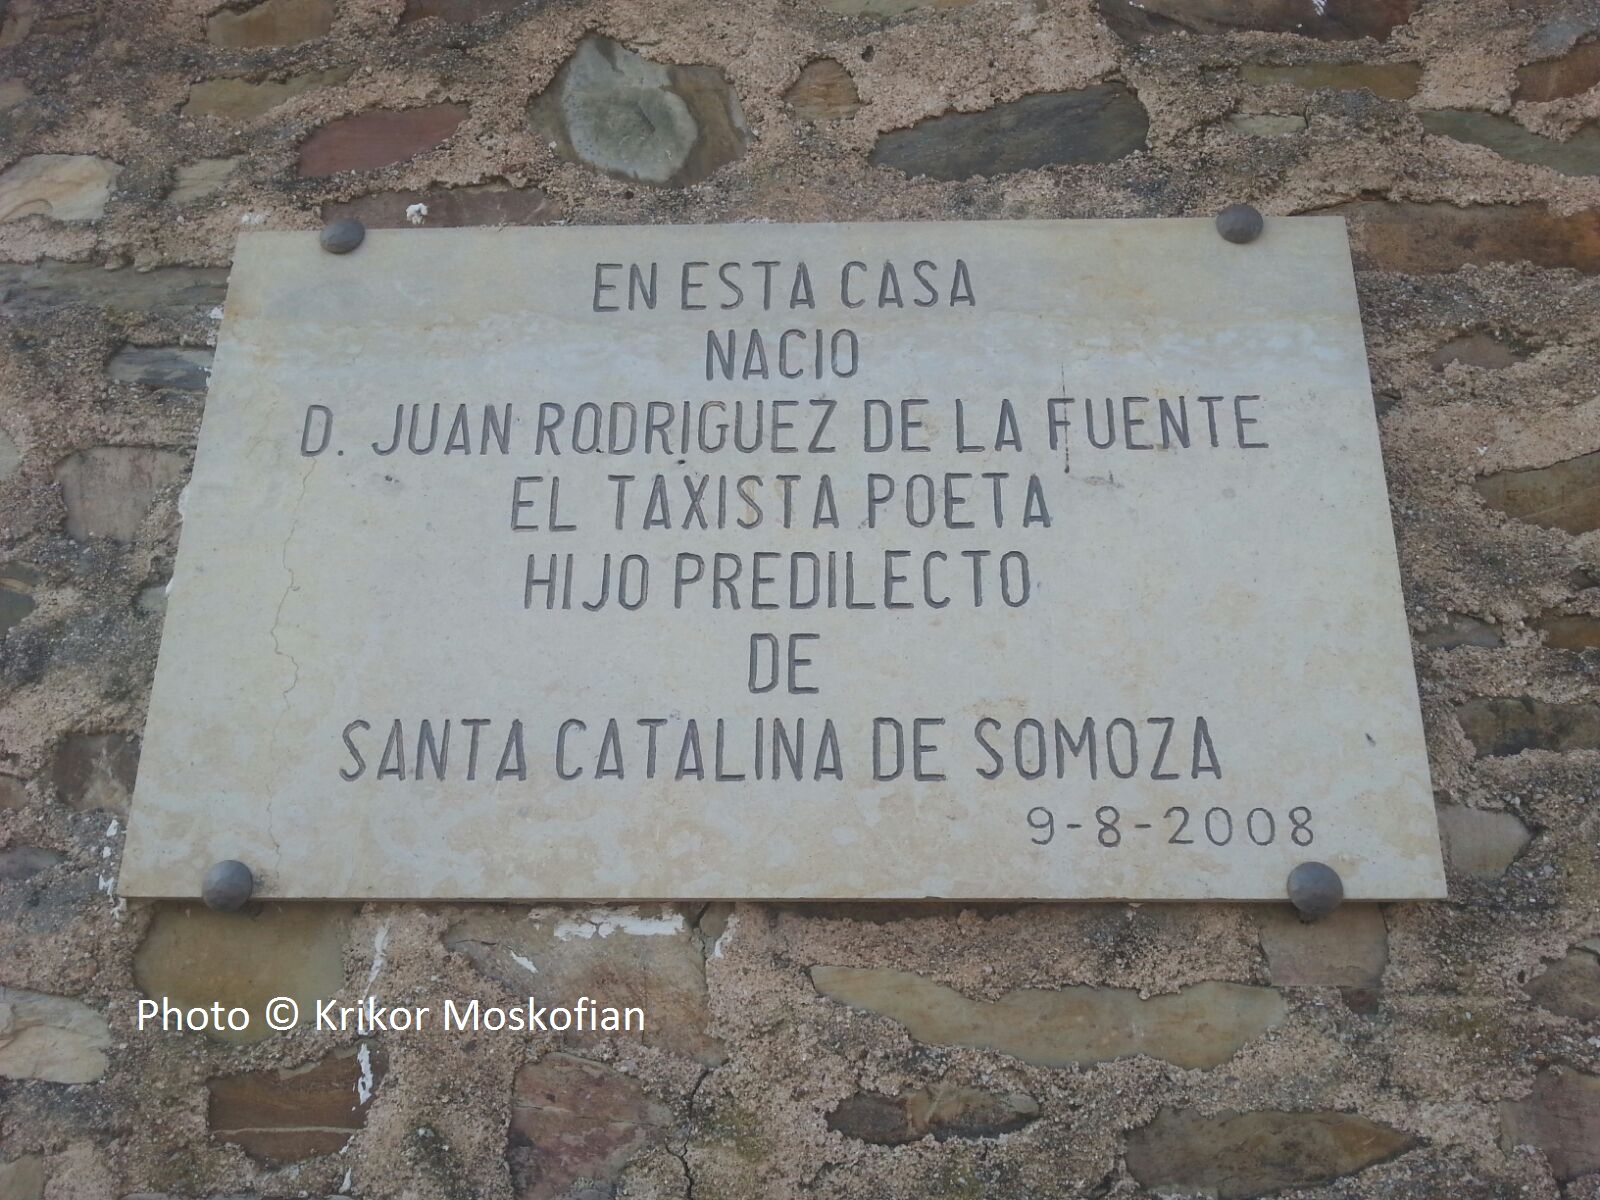 EN ESTA CASA
NACIO
D. JUAN RODRIGUEZ DE LA FUENTE
EL TAXISTA POETA
HIJO PREDILECTO
DE
SANTA CATALINA DE SOMOZA
9-8-2008
Photo © Krikor Moskofian